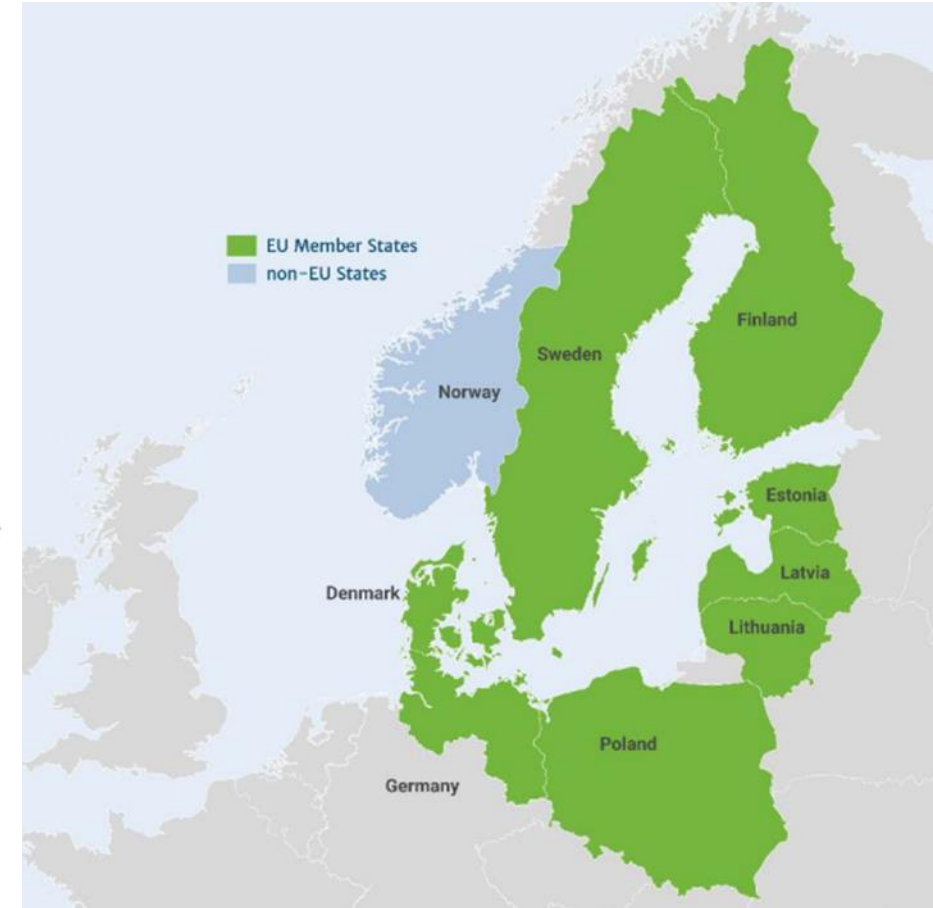 EU Member States
non-EU States
Finland
Sweden
Norway
Estonia
Latvia
Denmark
Lithuania
Poland
Germany